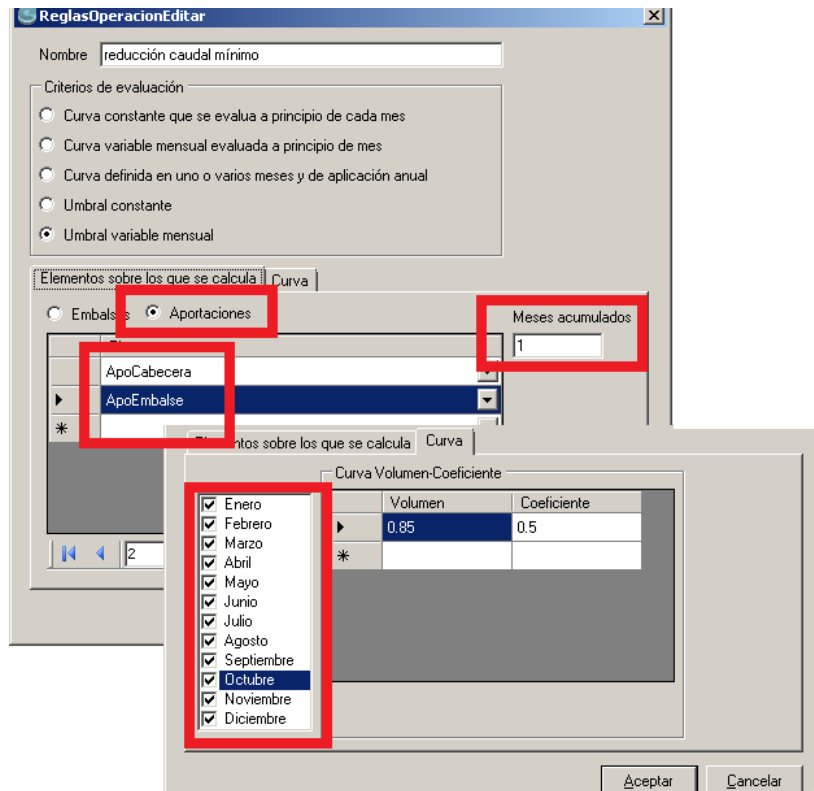 ReglasOperacionEditar
Nombre reducción caudal mínimo
Criterios de evaluación
Curva constante que se evalua a principio de cada mes
Curva variable mensual evaluada a principio de mes
Curva definida en uno o varios meses y de aplicación anual
Umbral constante
Umbral variable mensual
Elementos sobre los que se calcula Curva
Aportaciones
Meses acumulados
1
ApoCabecera
ApoEmbalse
sobre los que se calcula Curva
Curva Volumen-Coeficiente
Volumen Coeficiente
0.85 0.5
Enero
Febrero
Marzo
Abril
Mayo
Junio
Julio
Agosto
Septiembre
Octubre
Noviembre
Diciembre
2
Aceptar Cancelar